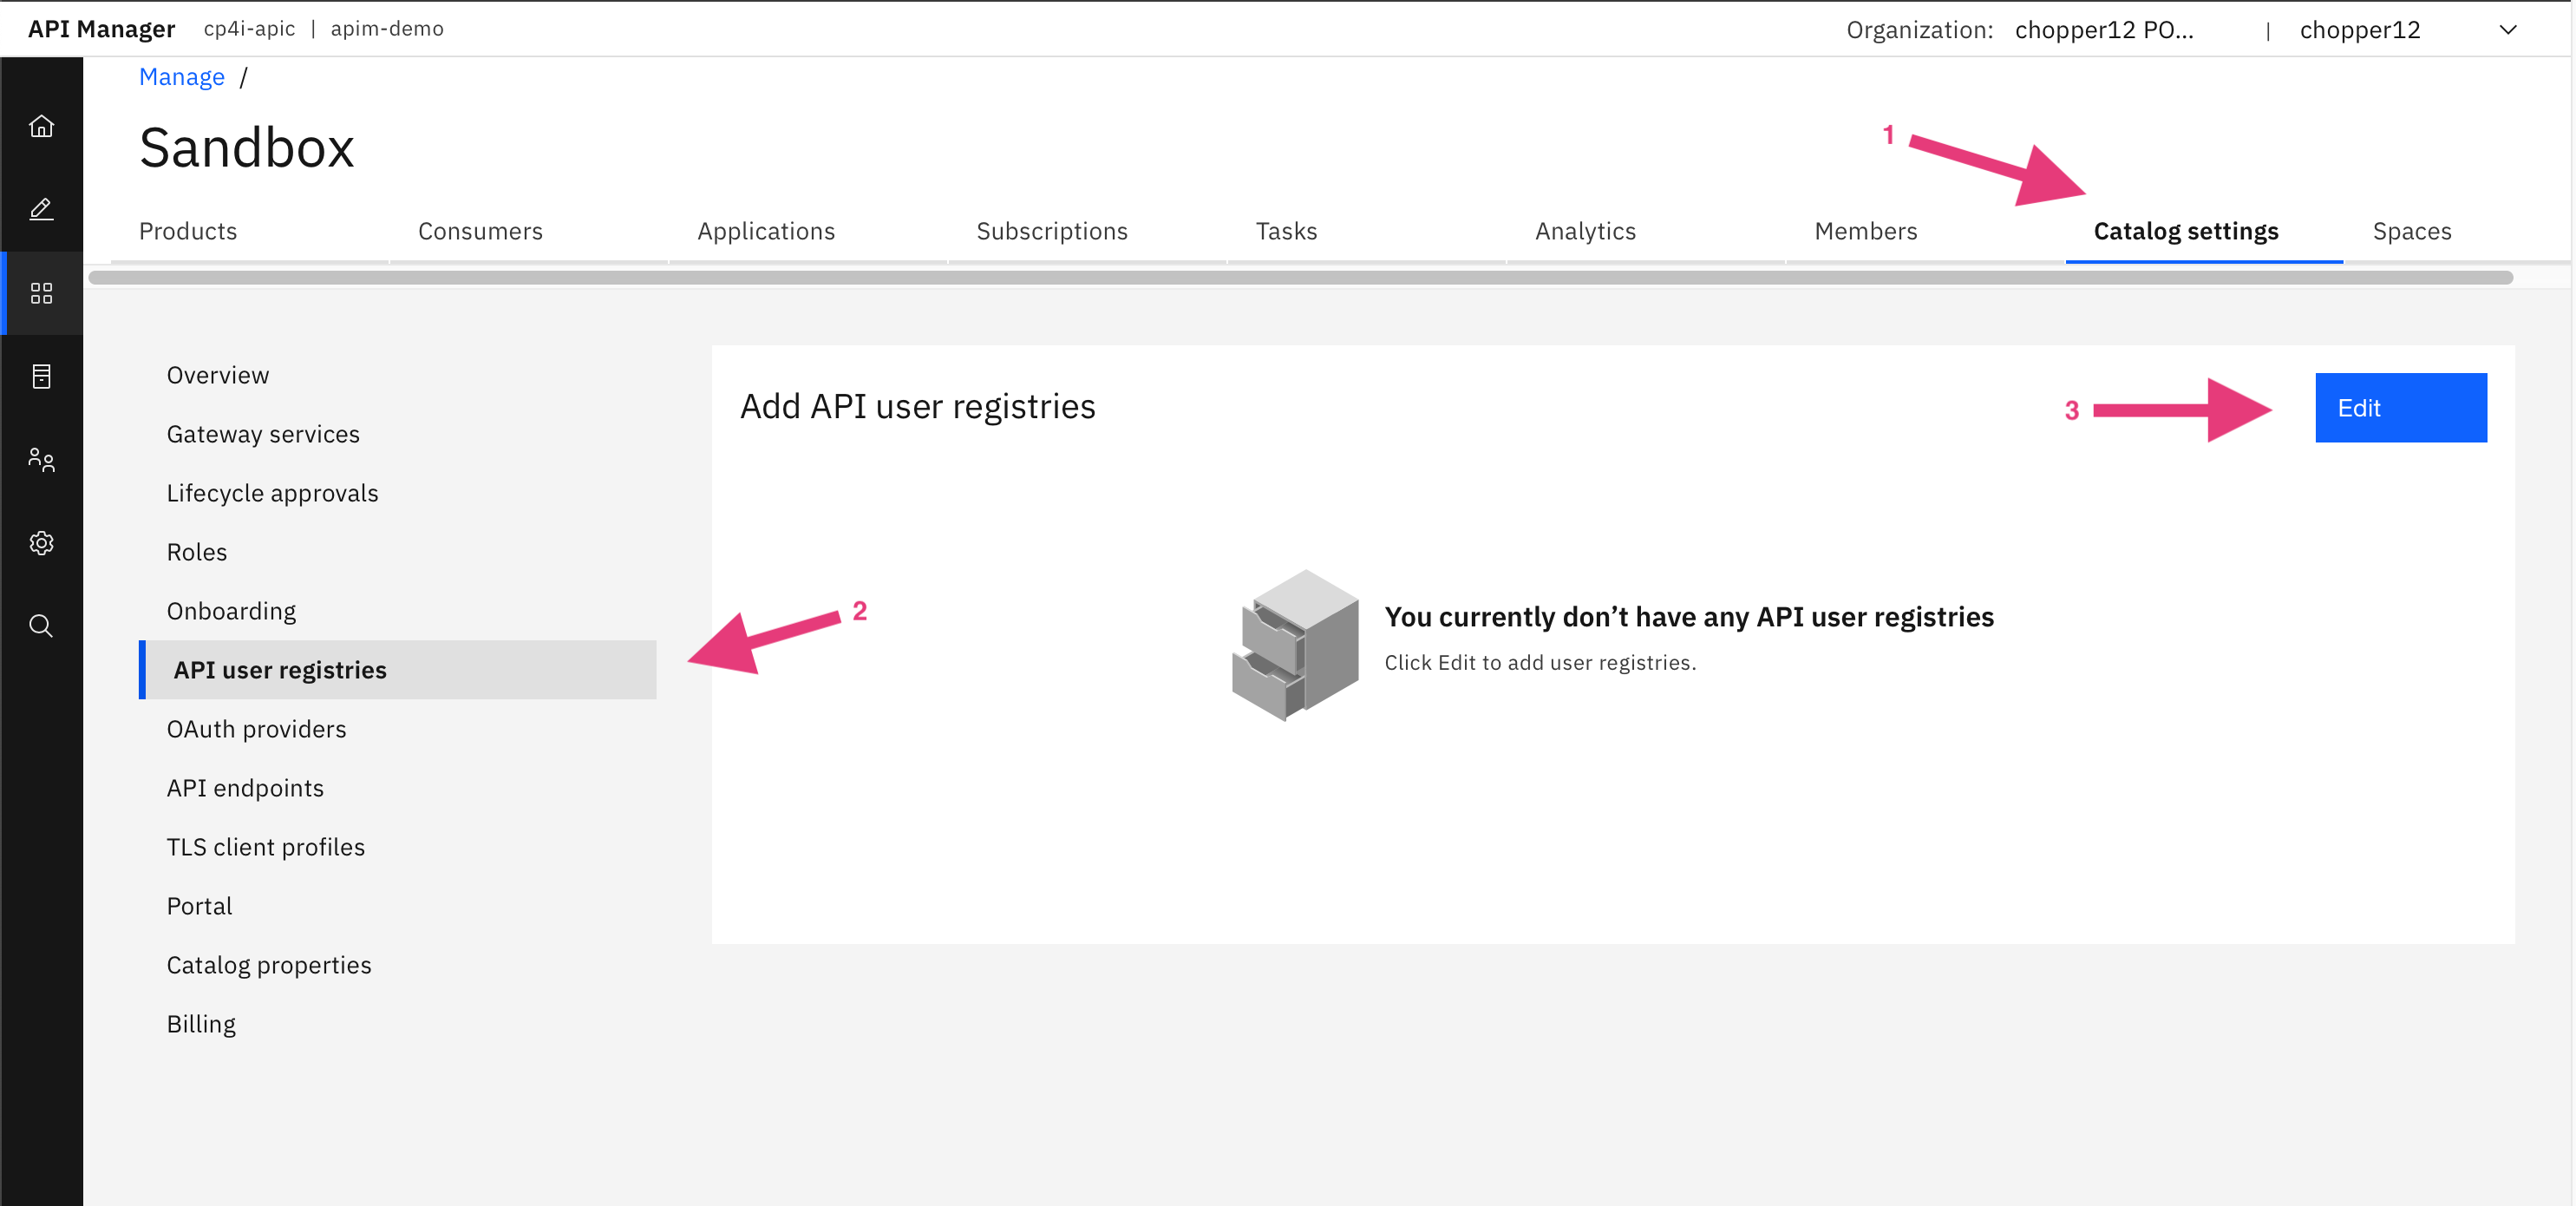 API Manager cp4i-apic | apim-demo Organization: chopper12 PO... | chopper12
Manage /
Sandbox
1
Products Consumers Applications Subscriptions Tasks Analytics Members Catalog settings Spaces
Overview
Gateway services
Lifecycle approvals
Roles
Onboarding
API user registries
OAuth providers
API endpoints
TLS client profiles
Portal
Catalog properties
Billing
2
Add API user registries
3
Edit
You currently don’t have any API user registries
Click Edit to add user registries.